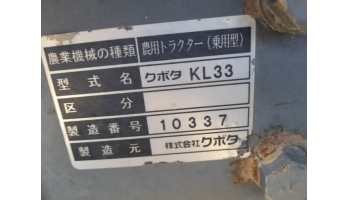 農業機械の種類 農用トラクター(乗用型)
型式名 クボタ KL33
区分
製造番号 10337
製造元 株式会社クボタ